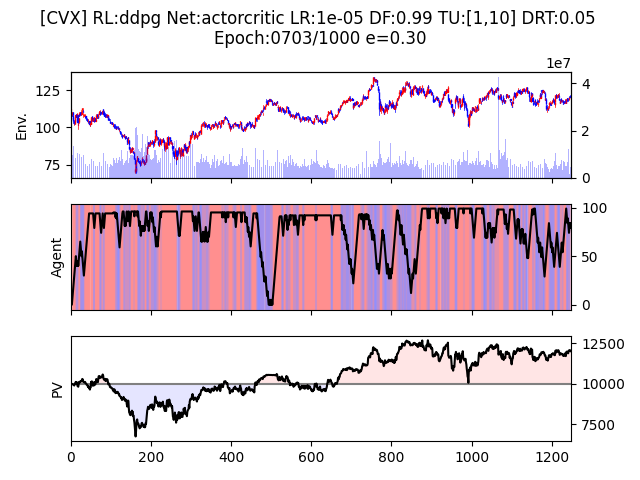 [CVX] RL:ddpg Net:actorcritic LR:1e-05 DF:0.99 TU:[1,10] DRT:0.05
Epoch:0703/1000 e=0.30
1e7
125
100
75
Env.
4
2
0
Agent
100
50
0
PV
12500
10000
7500
0 200 400 600 800 1000 1200